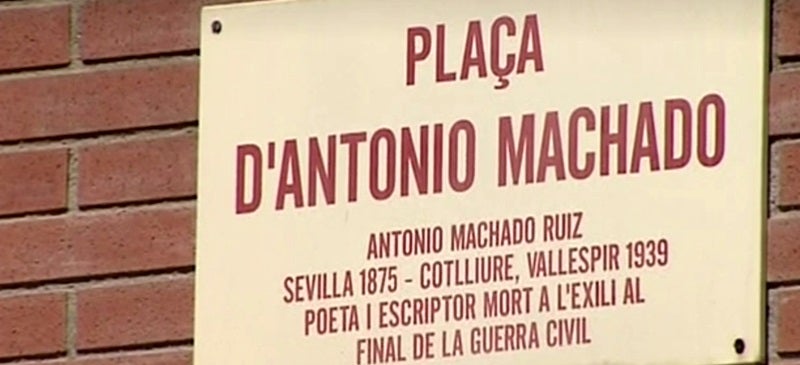 PLAÇA
D'ANTONIO MACHADO
ANTONIO MACHADO RUIZ
SEVILLA 1875 - COTLLIURE, VALLESPIR 1939
POETA I ESCRIPTOR MORT A L'EXILI AL
FINAL DE LA GUERRA CIVIL